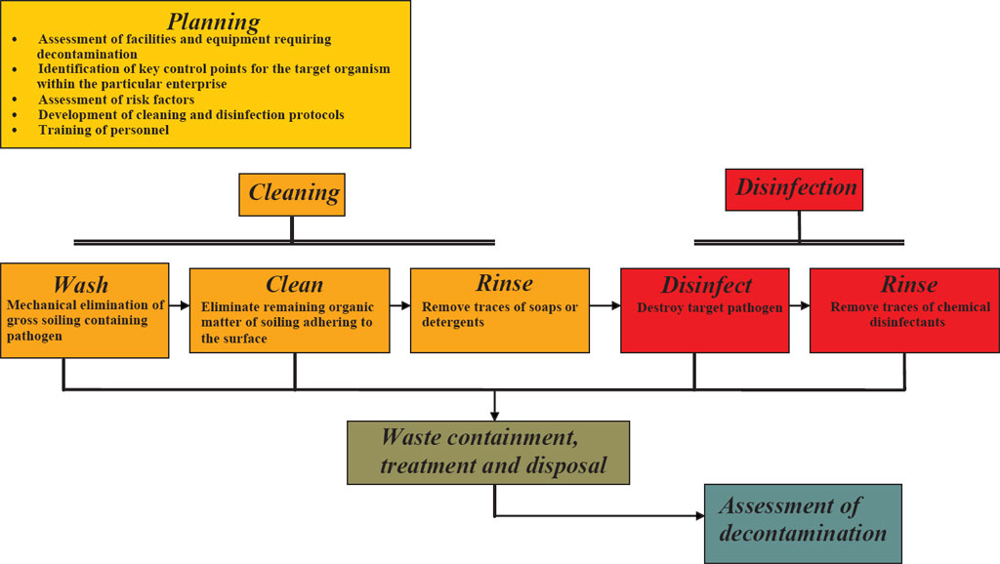 Planning
• Assessment of facilities and equipment requiring
decontamination
• Identification of key control points for the target organism
within the particular enterprise
• Assessment of risk factors
• Development of cleaning and disinfection protocols
• Training of personnel
Cleaning
Disinfection
Wash
Mechanical elimination of
gross soiling containing
pathogen
Clean
Eliminate remaining organic
matter of soiling adhering to
the surface
Rinse
Remove traces of soaps or
detergents
Disinfect
Destroy target pathogen
Rinse
Remove traces of chemical
disinfectants
Waste containment,
treatment and disposal
Assessment of
decontamination